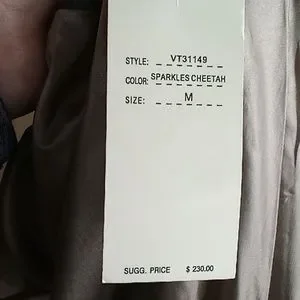 STYLE: VT31149
COLOR: SPARKLES CHEETAH
SIZE: M
SUGG. PRICE $ 230.00